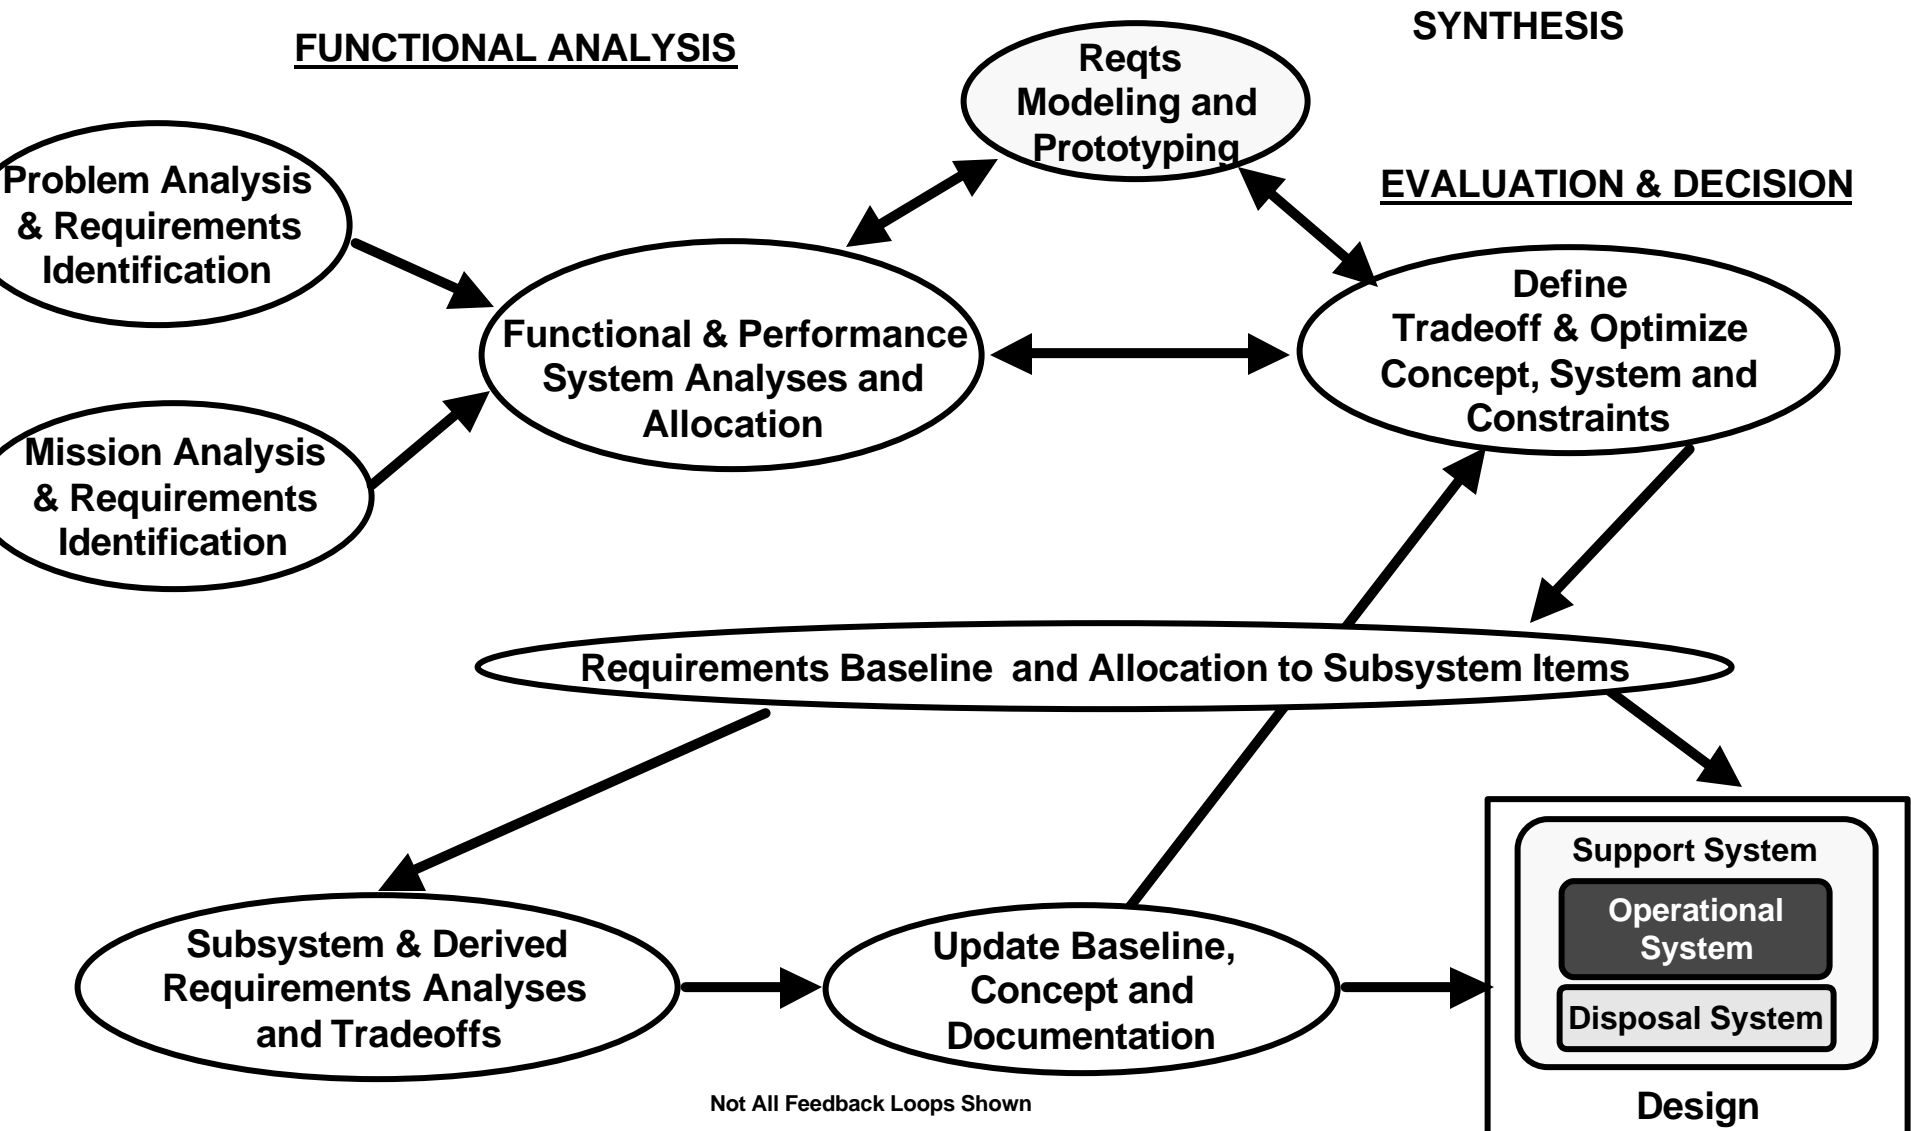 FUNCTIONAL ANALYSIS
SYNTHESIS
Reqts
Modeling and
Prototyping
EVALUATION & DECISION
Problem Analysis
& Requirements
Identification
Functional & Performance
System Analyses and
Allocation
Define
Tradeoff & Optimize
Concept, System and
Constraints
Mission Analysis
& Requirements
Identification
Requirements Baseline  and Allocation to Subsystem Items
Subsystem & Derived
Requirements Analyses
and Tradeoffs
Update Baseline,
Concept and
Documentation
Support System
Operational
System
Disposal System
Design
Not All Feedback Loops Shown